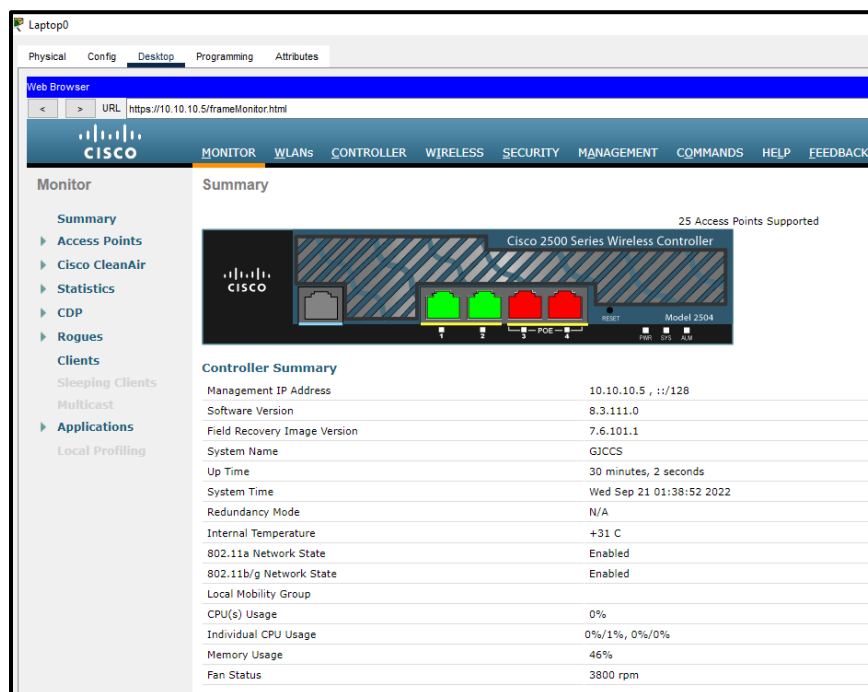 Laptop0
Physical Config Desktop Programming Attributes
Web Browser
< > URL https://10.10.10.5/frameMonitor.html
CISCO
MONITOR WLANs CONTROLLER WIRELESS SECURITY MANAGEMENT COMMANDS HELP FEEDBACK
Monitor
Summary
Access Points
Cisco CleanAir
Statistics
CDP
Rogues
Clients
Sleeping Clients
Multicast
Applications
Local Profiling
Summary
25 Access Points Supported
Cisco 2500 Series Wireless Controller
CISCO
RESET Model 2504
1 2 3 POE 4 PWR SYS ALM
Controller Summary
Management IP Address 10.10.10.5 , ::/128
Software Version 8.3.111.0
Field Recovery Image Version 7.6.101.1
System Name GJCCS
Up Time 30 minutes, 2 seconds
System Time Wed Sep 21 01:38:52 2022
Redundancy Mode N/A
Internal Temperature +31 C
802.11a Network State Enabled
802.11b/g Network State Enabled
Local Mobility Group
CPU(s) Usage 0%
Individual CPU Usage 0%/1%, 0%/0%
Memory Usage 46%
Fan Status 3800 rpm